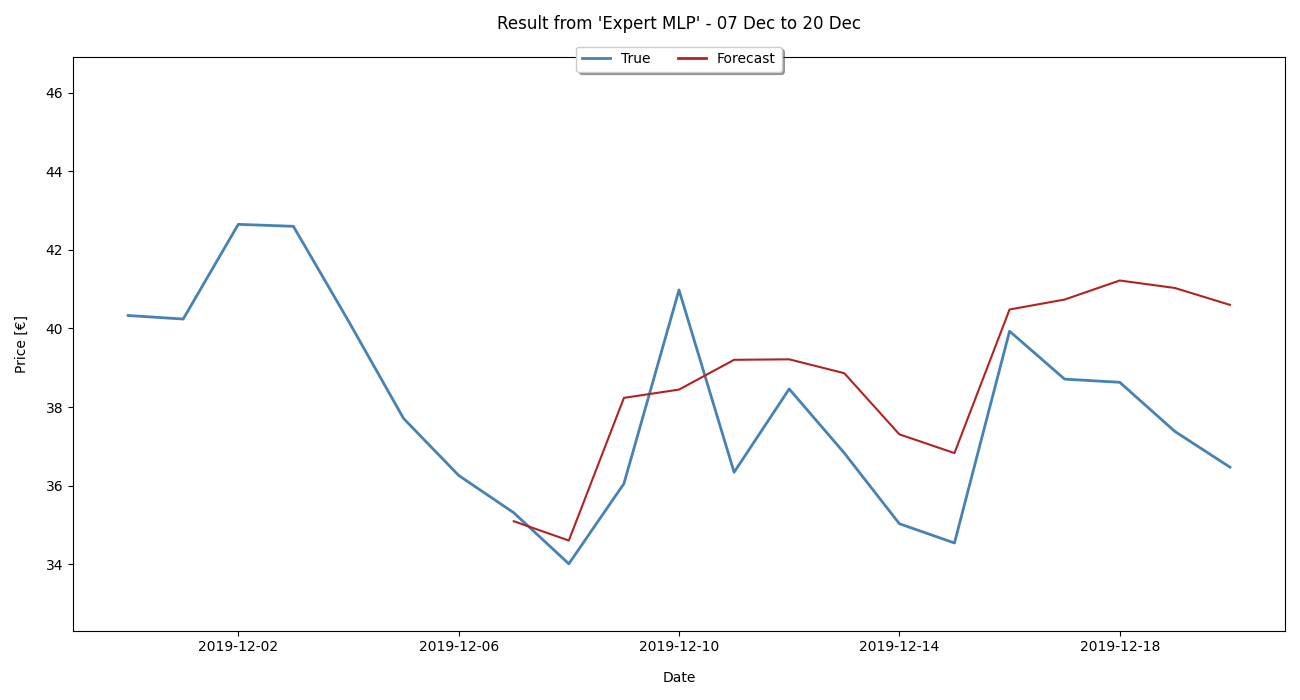 Result from 'Expert MLP' - 07 Dec to 20 Dec
True Forecast
46
44
42
40
38
36
34
Price [€]
2019-12-02 2019-12-06 2019-12-10 2019-12-14 2019-12-18
Date